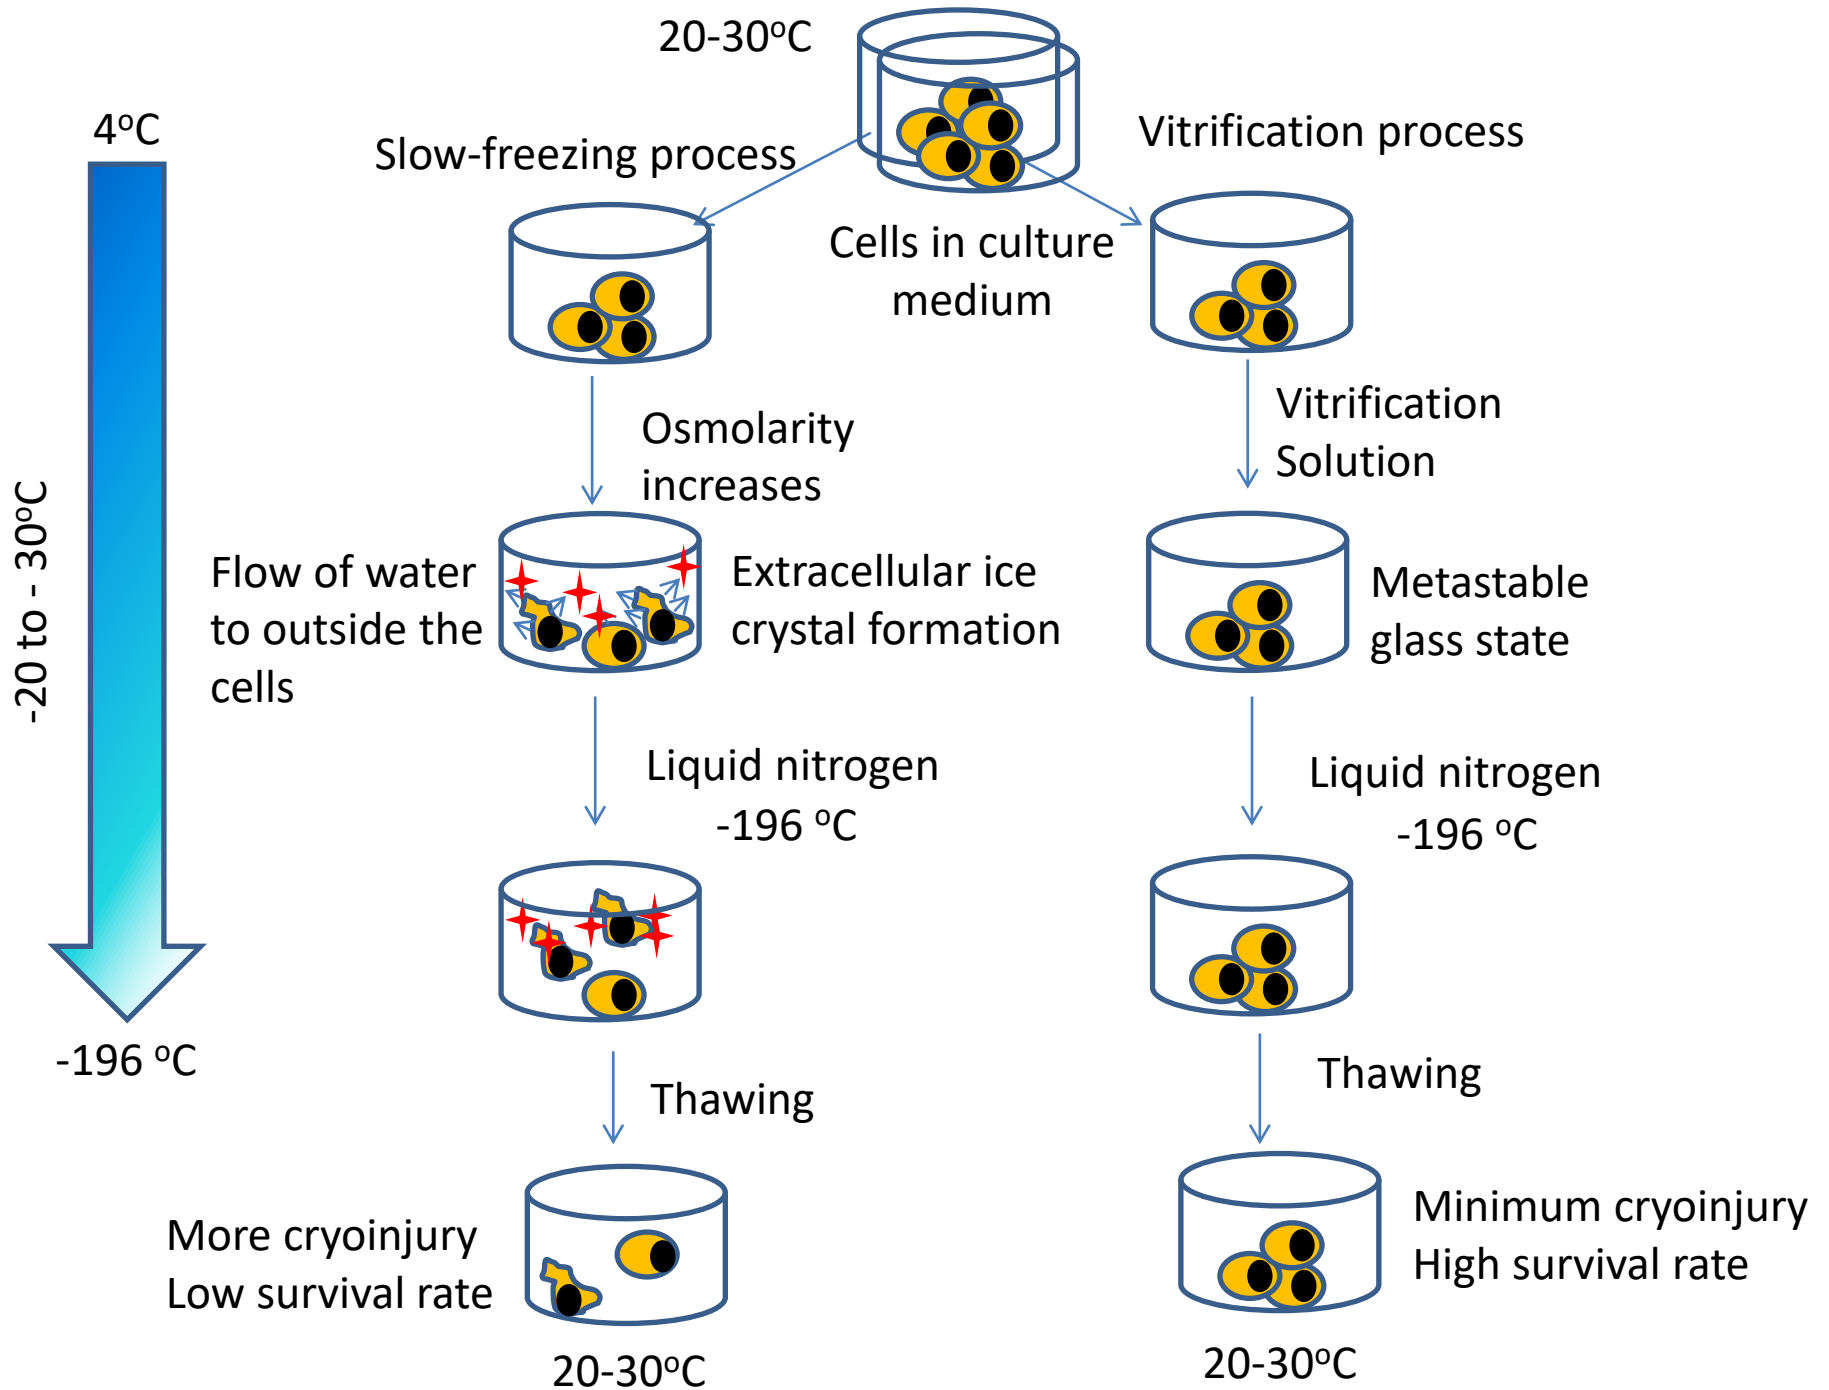 20-30°C
4°C
Slow-freezing process
Vitrification process
Cells in culture
medium
Osmolarity
increases
Vitrification
Solution
-20 to - 30°C
Flow of water
to outside the
cells
Extracellular ice
crystal formation
Metastable
glass state
Liquid nitrogen
-196 °C
Liquid nitrogen
-196 °C
-196 °C
Thawing
Thawing
More cryoinjury
Low survival rate
Minimum cryoinjury
High survival rate
20-30°C
20-30°C